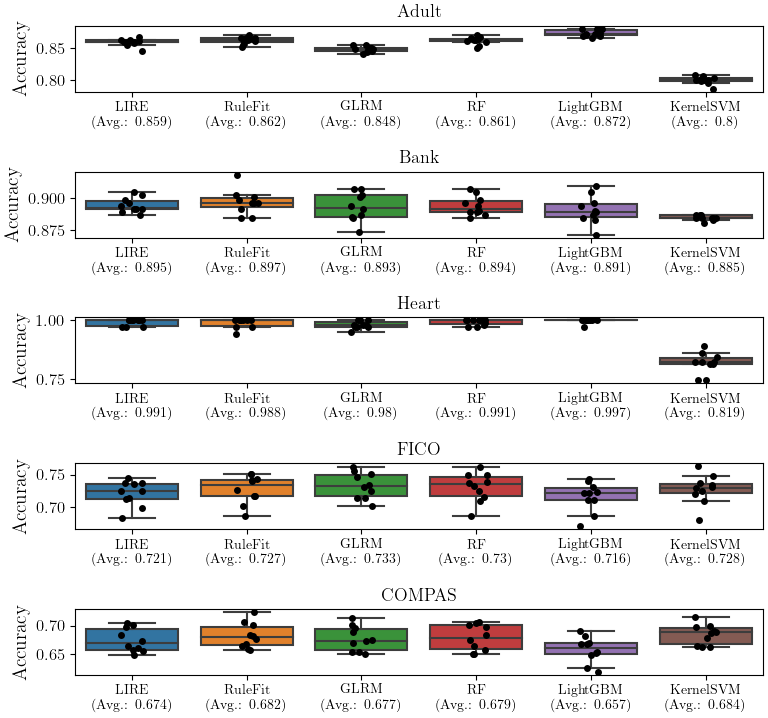 Adult
Accuracy
0.85
0.80
LIRE RuleFit GLRM RF LightGBM KernelSVM
(Avg.: 0.859) (Avg.: 0.862) (Avg.: 0.848) (Avg.: 0.861) (Avg.: 0.872) (Avg.: 0.8)
Bank
Accuracy
0.900
0.875
LIRE RuleFit GLRM RF LightGBM KernelSVM
(Avg.: 0.895) (Avg.: 0.897) (Avg.: 0.893) (Avg.: 0.894) (Avg.: 0.891) (Avg.: 0.885)
Heart
Accuracy
1.00
0.75
LIRE RuleFit GLRM RF LightGBM KernelSVM
(Avg.: 0.991) (Avg.: 0.988) (Avg.: 0.98) (Avg.: 0.991) (Avg.: 0.997) (Avg.: 0.819)
FICO
Accuracy
0.75
0.70
LIRE RuleFit GLRM RF LightGBM KernelSVM
(Avg.: 0.721) (Avg.: 0.727) (Avg.: 0.733) (Avg.: 0.73) (Avg.: 0.716) (Avg.: 0.728)
COMPAS
Accuracy
0.70
0.65
LIRE RuleFit GLRM RF LightGBM KernelSVM
(Avg.: 0.674) (Avg.: 0.682) (Avg.: 0.677) (Avg.: 0.679) (Avg.: 0.657) (Avg.: 0.684)